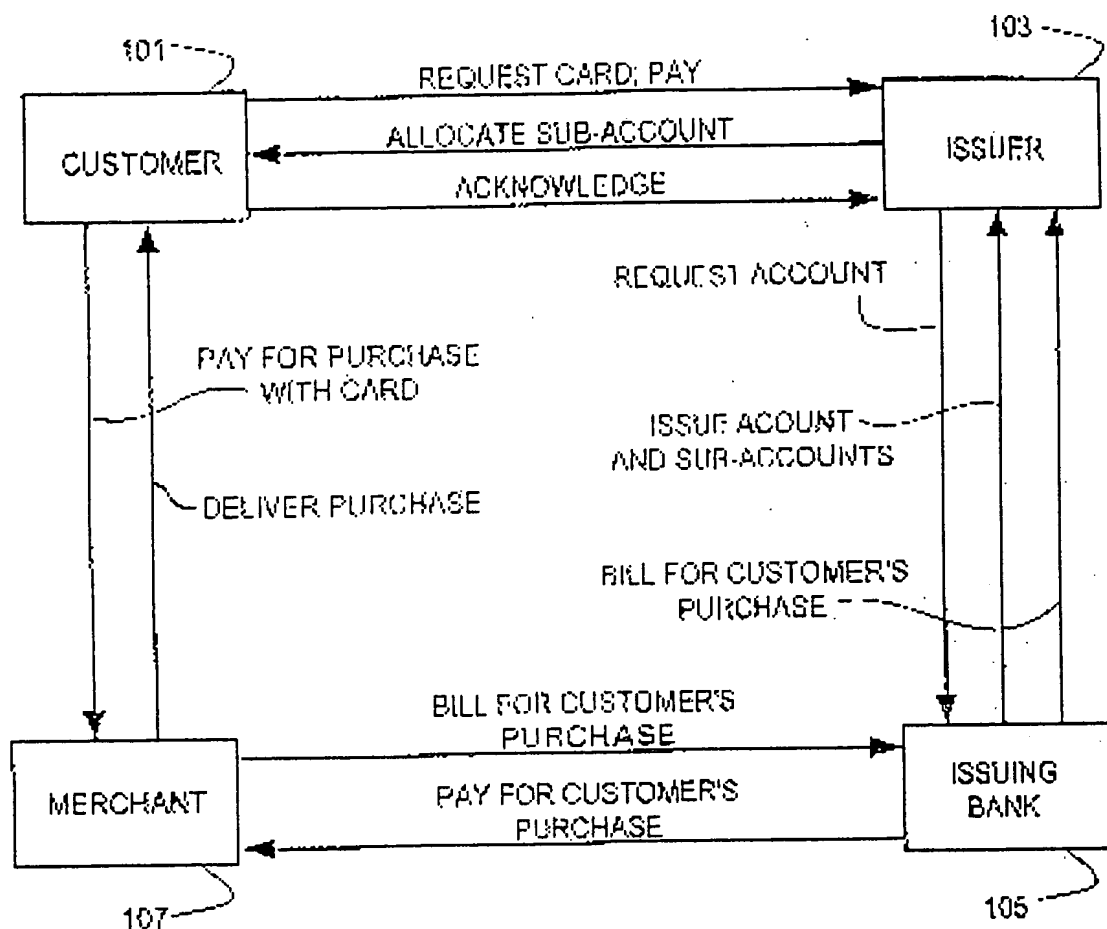 101
103
REQUEST CARD; PAY
CUSTOMER
ALLOCATE SUB-ACCOUNT
ISSUER
ACKNOWLEDGE
REQUEST ACCOUNT
PAY FOR PURCHASE
WITH CARD
ISSUE ACOUNT
AND SUB-ACCOUNTS
DELIVER PURCHASE
BILL FOR CUSTOMER'S
PURCHASE
BILL FOR CUSTOMER'S
PURCHASE
MERCHANT
PAY FOR CUSTOMER'S
PURCHASE
ISSUING
BANK
107
105